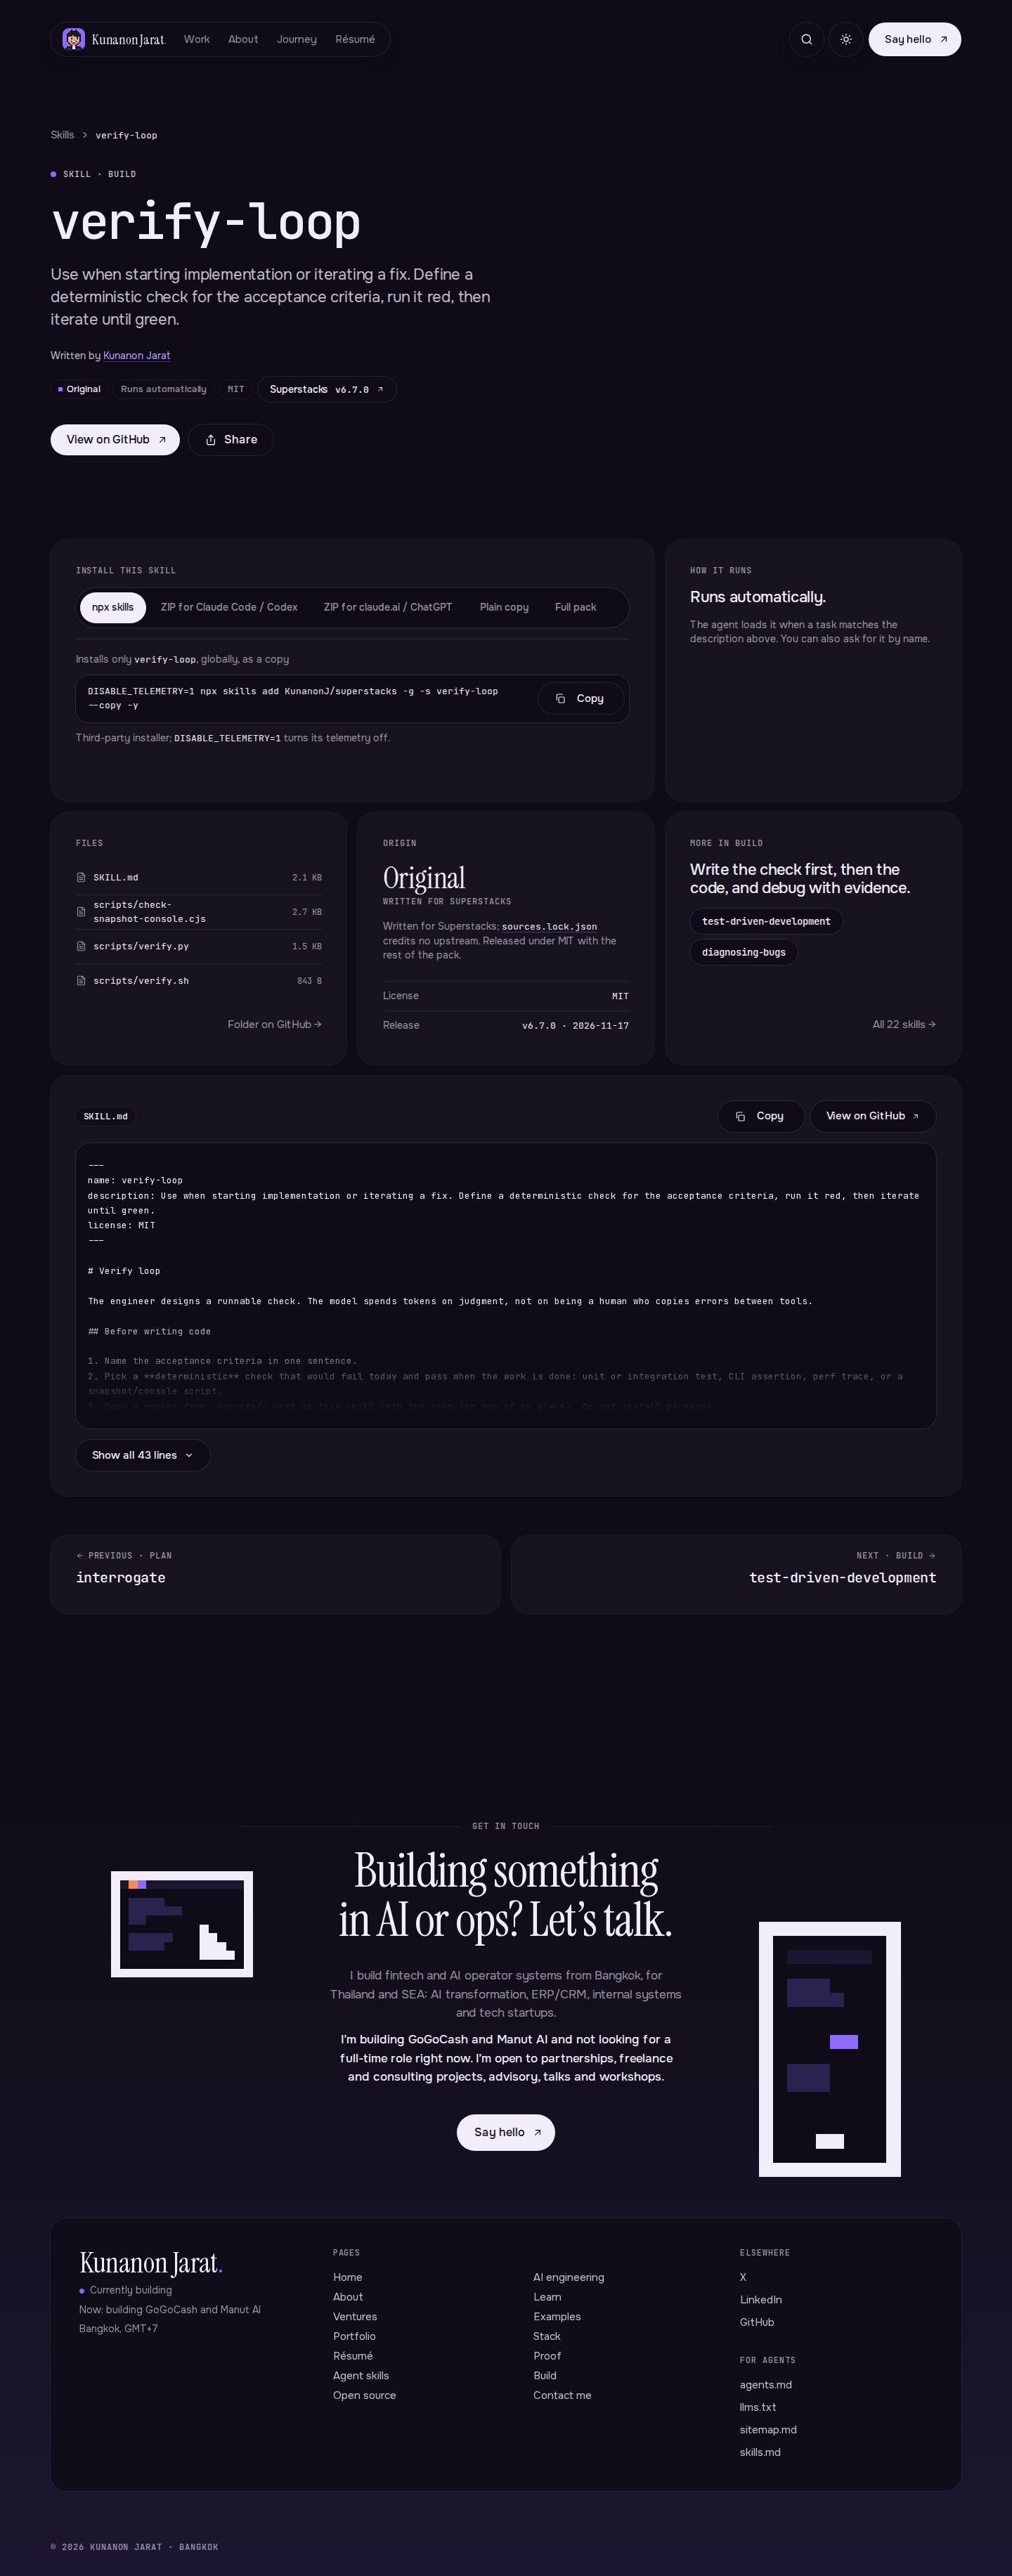 Kunanon Jarat.
Work
About
Journey
Résumé
Say hello
Skills
verify-loop
SKILL · BUILD
verify-loop
Use when starting implementation or iterating a fix. Define a
deterministic check for the acceptance criteria, run it red, then
iterate until green.
Written by Kunanon Jarat
Original
Runs automatically
MIT
Superstacks v6.7.0
View on GitHub
Share
INSTALL THIS SKILL
npx skills
ZIP for Claude Code / Codex
ZIP for claude.ai / ChatGPT
Plain copy
Full pack
Installs only verify-loop, globally, as a copy
DISABLE_TELEMETRY=1 npx skills add KunanonJ/superstacks -g -s verify-loop
--copy -y
Copy
Third-party installer; DISABLE_TELEMETRY=1 turns its telemetry off.
HOW IT RUNS
Runs automatically.
The agent loads it when a task matches the
description above. You can also ask for it by name.
FILES
SKILL.md 2.1 KB
scripts/check-
snapshot-console.cjs 2.7 KB
scripts/verify.py 1.5 KB
scripts/verify.sh 843 B
Folder on GitHub →
ORIGIN
Original
WRITTEN FOR SUPERSTACKS
Written for Superstacks; sources.lock.json
credits no upstream. Released under MIT with the
rest of the pack.
License MIT
Release v6.7.0 · 2026-11-17
MORE IN BUILD
Write the check first, then the
code, and debug with evidence.
test-driven-development
diagnosing-bugs
All 22 skills →
SKILL.md
Copy
View on GitHub
---
name: verify-loop
description: Use when starting implementation or iterating a fix. Define a deterministic check for the acceptance criteria, run it red, then iterate
until green.
license: MIT
---
# Verify loop
The engineer designs a runnable check. The model spends tokens on judgment, not on being a human who copies errors between tools.
## Before writing code
1. Name the acceptance criteria in one sentence.
2. Pick a **deterministic** check that would fail today and pass when the work is done: unit or integration test, CLI assertion, perf trace, or a
snapshot/console script.
Show all 43 lines
← PREVIOUS · PLAN
interrogate
NEXT · BUILD →
test-driven-development
GET IN TOUCH
Building something
in AI or ops? Let’s talk.
I build fintech and AI operator systems from Bangkok, for
Thailand and SEA: AI transformation, ERP/CRM, internal systems
and tech startups.
I’m building GoGoCash and Manut AI and not looking for a
full-time role right now. I’m open to partnerships, freelance
and consulting projects, advisory, talks and workshops.
Say hello
Kunanon Jarat.
Currently building
Now: building GoGoCash and Manut AI
Bangkok, GMT+7
PAGES
Home
About
Ventures
Portfolio
Résumé
Agent skills
Open source
AI engineering
Learn
Examples
Stack
Proof
Build
Contact me
ELSEWHERE
X
LinkedIn
GitHub
FOR AGENTS
agents.md
llms.txt
sitemap.md
skills.md
© 2026 KUNANON JARAT · BANGKOK